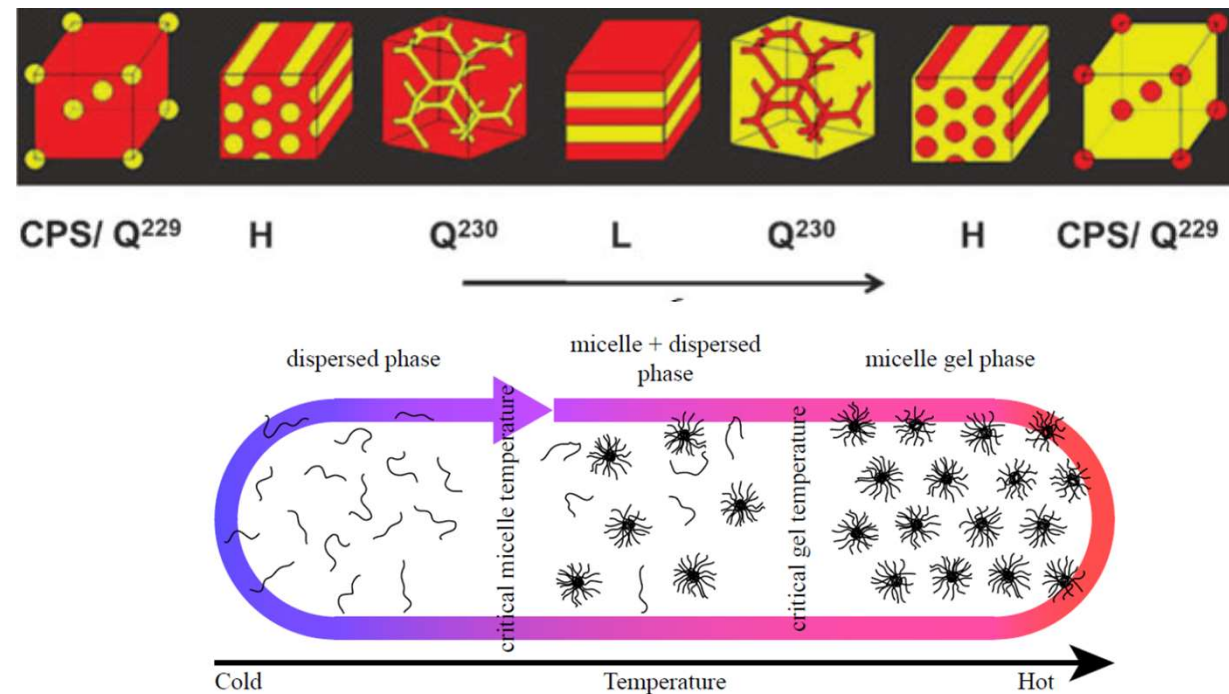 CPS/ Q²²⁹ H Q²³⁰ L Q²³⁰ H CPS/ Q²²⁹
dispersed phase
micelle + dispersed
phase
micelle gel phase
critical micelle temperature
critical gel temperature
Cold Temperature Hot